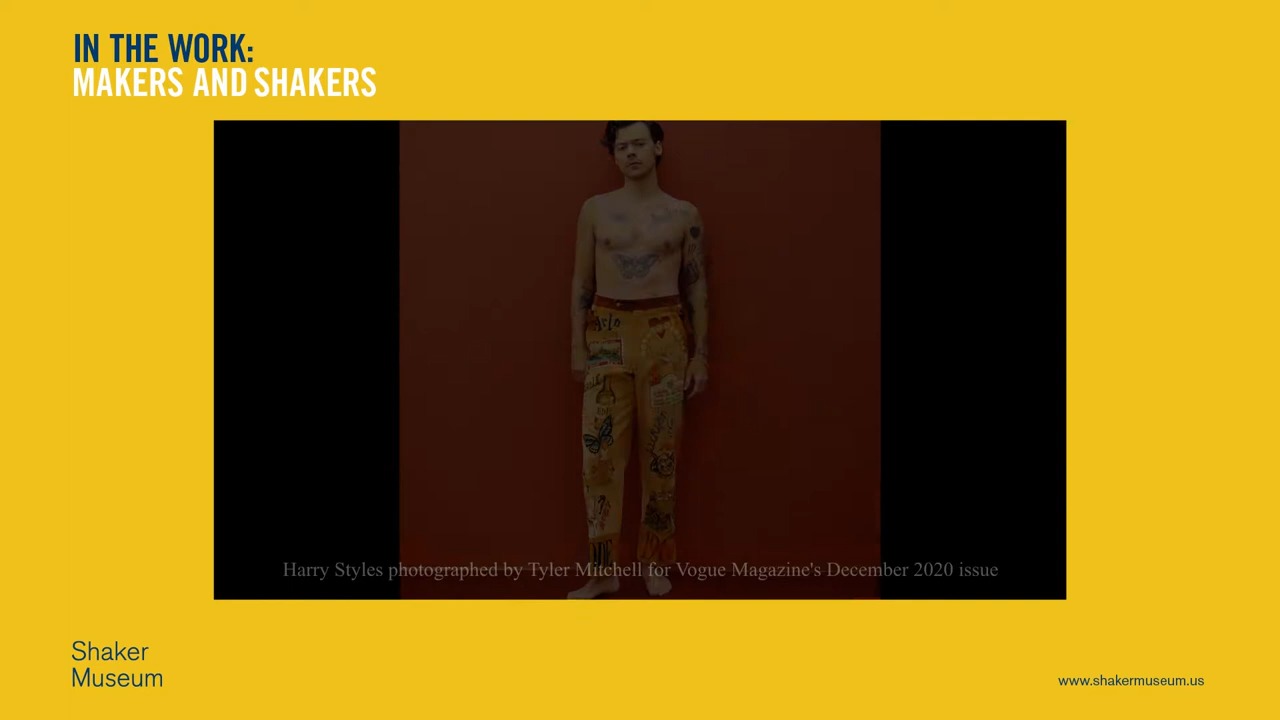 IN THE WORK:
MAKERS AND SHAKERS
Arlo
Harry Styles photographed by Tyler Mitchell for Vogue Magazine's December 2020 issue
Shaker
Museum
www.shakermuseum.us